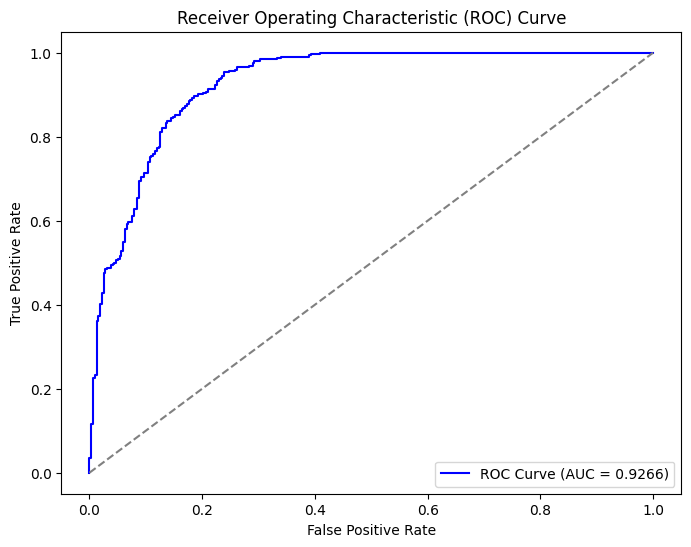 Receiver Operating Characteristic (ROC) Curve
1.0
0.8
0.6
0.4
0.2
0.0
True Positive Rate
0.0 0.2 0.4 0.6 0.8 1.0
False Positive Rate
ROC Curve (AUC = 0.9266)